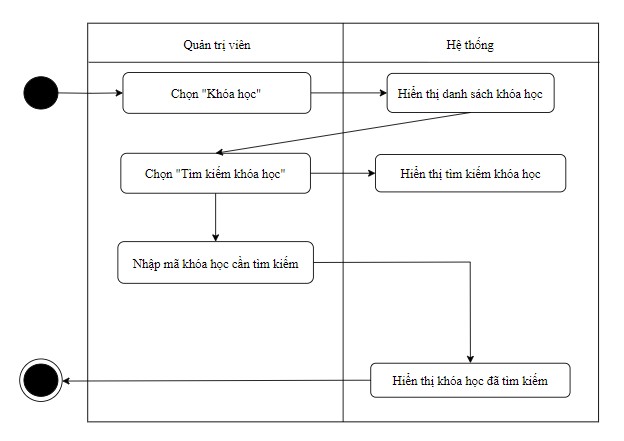 Quản trị viên
Hệ thống
Chọn "Khóa học"
Hiển thị danh sách khóa học
Chọn "Tìm kiếm khóa học"
Hiển thị tìm kiếm khóa học
Nhập mã khóa học cần tìm kiếm
Hiển thị khóa học đã tìm kiếm